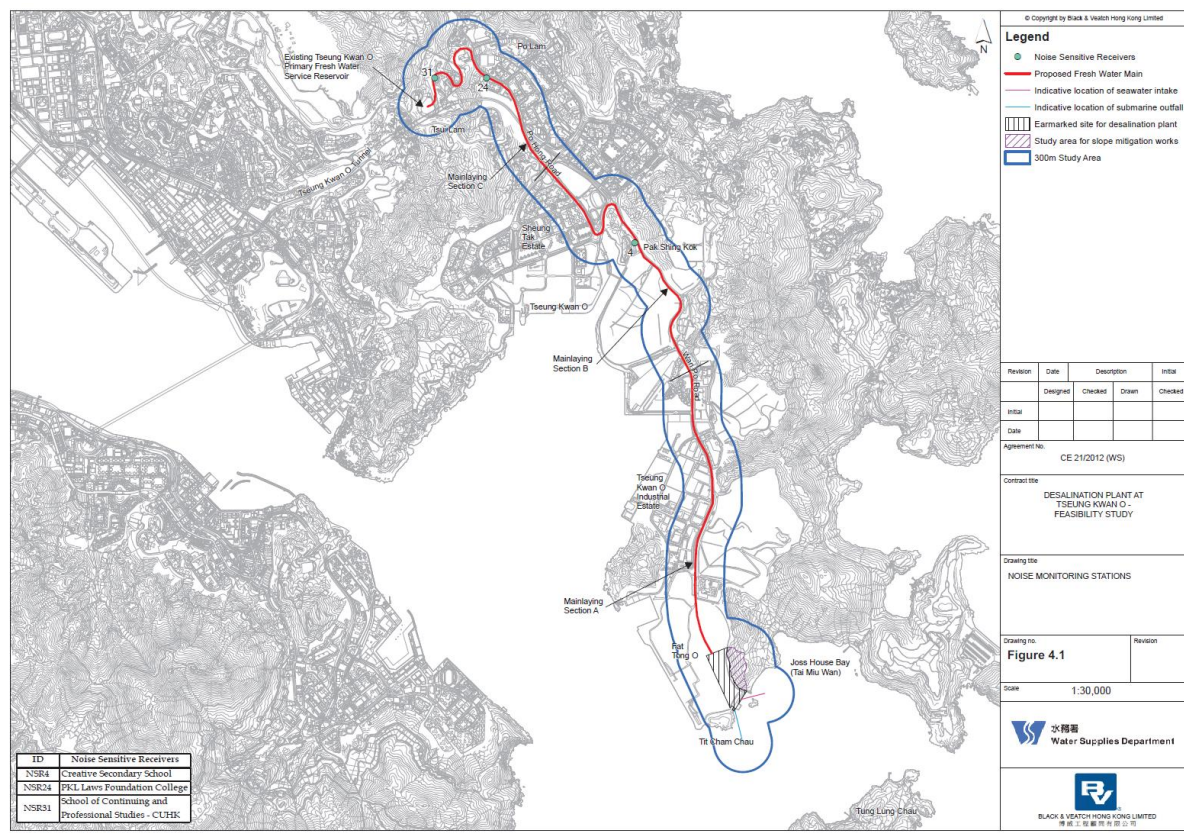 © Copyright by Black & Veatch Hong Kong Limited
Legend
Noise Sensitive Receivers
Proposed Fresh Water Main
Indicative location of seawater intake
Indicative location of submarine outfall
Earmarked site for desalination plant
Study area for slope mitigation works
300m Study Area
N
Po Lam
Existing Tseung Kwan O
Primary Fresh Water
Service Reservoir
31
24
Tsui Lam
Po Hong Road
Tseung Kwan O Tunnel
Mainlaying
Section C
Sheung
Tak
Estate
4
Pak Shing Kok
Tseung Kwan O
Mainlaying
Section B
Wan Po Road
Tseung
Kwan O
Industrial
Estate
Mainlaying
Section A
Fat
Tong O
Joss House Bay
(Tai Miu Wan)
Tit Cham Chau
Tung Lung Chau
ID Noise Sensitive Receivers
NSR4 Creative Secondary School
NSR24 PKL Laws Foundation College
NSR31 School of Continuing and
Professional Studies - CUHK
Revision Date Description Initial
Designed Checked Drawn Checked
Initial
Date
Agreement No.
CE 21/2012 (WS)
Contract title
DESALINATION PLANT AT
TSEUNG KWAN O -
FEASIBILITY STUDY
Drawing title
NOISE MONITORING STATIONS
Drawing no.
Revision
Figure 4.1
Scale
1:30,000
水務署
Water Supplies Department
BV
BLACK & VEATCH HONG KONG LIMITED
博威工程顧問有限公司